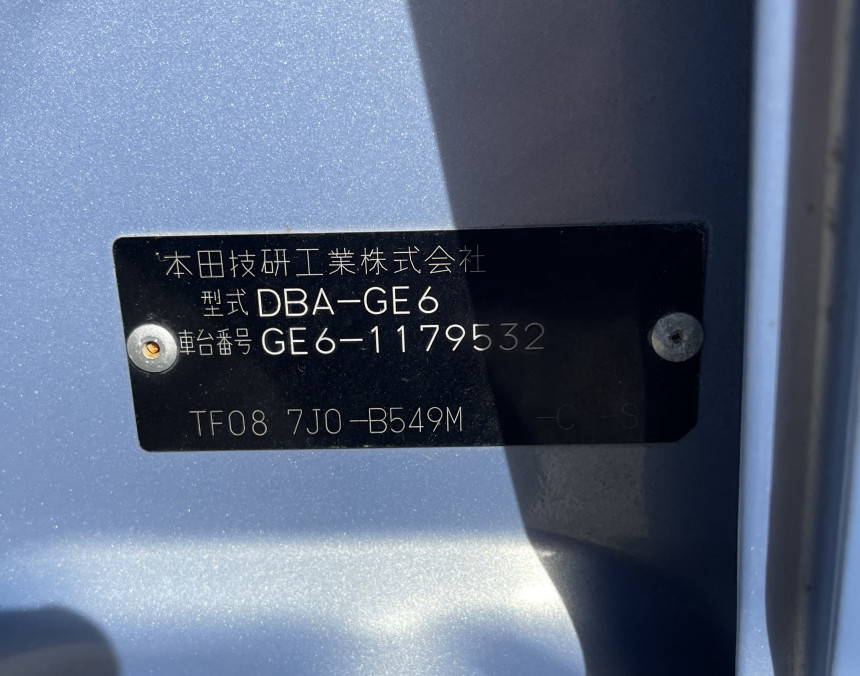 本田技研工業株式会社
型式 DBA-GE6
車台番号 GE6-1179532
TF08 7J0-B549M -C -S